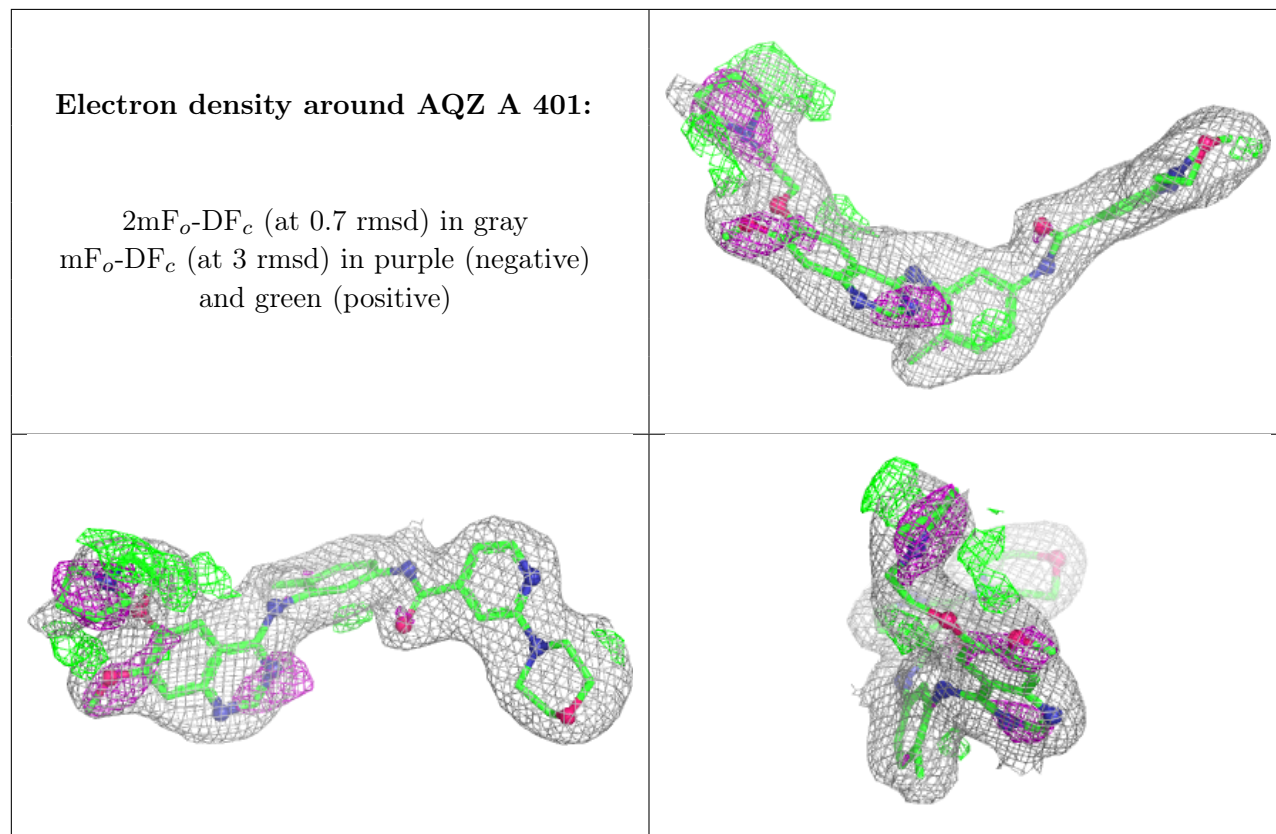 Electron density around AQZ A 401:
2mFo-DFc (at 0.7 rmsd) in gray
mFo-DFc (at 3 rmsd) in purple (negative)
and green (positive)